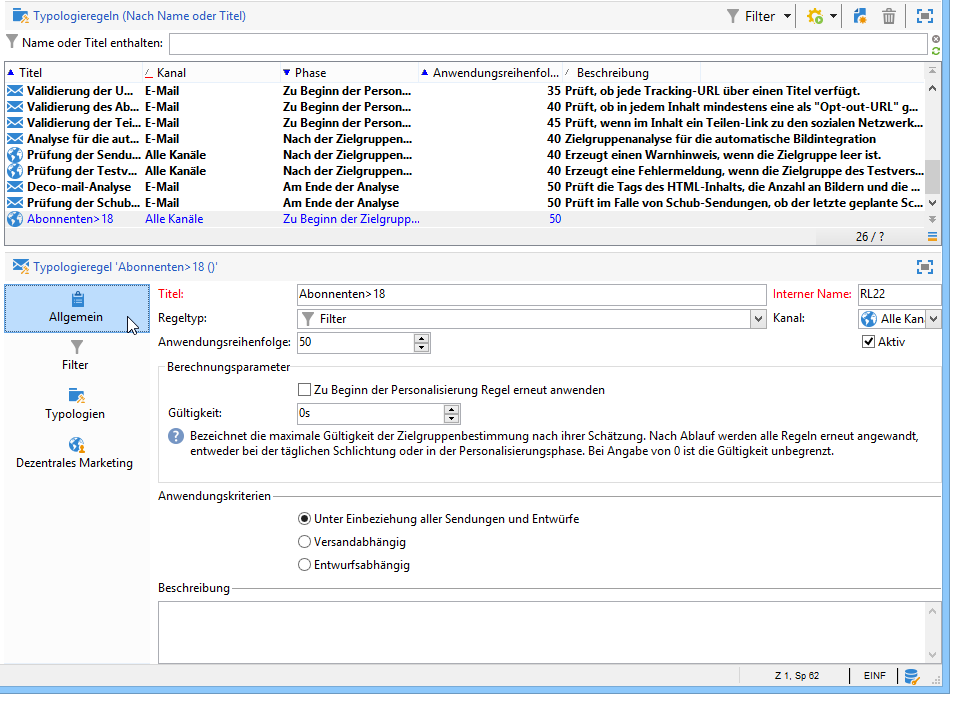 Typologieregeln (Nach Name oder Titel)
Filter
Name oder Titel enthalten:
Titel Kanal Phase Anwendungsreihenfol... Beschreibung
Validierung der U... E-Mail Zu Beginn der Person... 35 Prüft, ob jede Tracking-URL über einen Titel verfügt.
Validierung des Ab... E-Mail Zu Beginn der Person... 40 Prüft, ob in jedem Inhalt mindestens eine als "Opt-out-URL" g...
Validierung der Tei... E-Mail Zu Beginn der Person... 45 Prüft, wenn im Inhalt ein Teilen-Link zu den sozialen Netzwerk...
Analyse für die aut... E-Mail Nach der Zielgruppen... 40 Zielgruppenanalyse für die automatische Bildintegration
Prüfung der Sendu... Alle Kanäle Nach der Zielgruppen... 40 Erzeugt einen Warnhinweis, wenn die Zielgruppe leer ist.
Prüfung der Testv... Alle Kanäle Nach der Zielgruppen... 40 Erzeugt eine Fehlermeldung, wenn die Zielgruppe des Testvers...
Deco-mail-Analyse E-Mail Am Ende der Analyse 50 Prüft die Tags des HTML-Inhalts, die Anzahl an Bildern und die ...
Prüfung der Schub... E-Mail Am Ende der Analyse 50 Prüft im Falle von Schub-Sendungen, ob der letzte geplante Sc...
Abonnenten>18 Alle Kanäle Zu Beginn der Zielgrupp... 50
26 / ?
Typologieregel 'Abonnenten>18 ()'
Allgemein
Filter
Typologien
Dezentrales Marketing
Titel: Abonnenten>18 Interner Name: RL22
Regeltyp: Filter Kanal: Alle Kan
Anwendungsreihenfolge: 50 Aktiv
Berechnungsparameter
Zu Beginn der Personalisierung Regel erneut anwenden
Gültigkeit: 0s
Bezeichnet die maximale Gültigkeit der Zielgruppenbestimmung nach ihrer Schätzung. Nach Ablauf werden alle Regeln erneut angewandt,
entweder bei der täglichen Schlichtung oder in der Personalisierungsphase. Bei Angabe von 0 ist die Gültigkeit unbegrenzt.
Anwendungskriterien
Unter Einbeziehung aller Sendungen und Entwürfe
Versandabhängig
Entwurfsabhängig
Beschreibung
Z 1, Sp 62 EINF